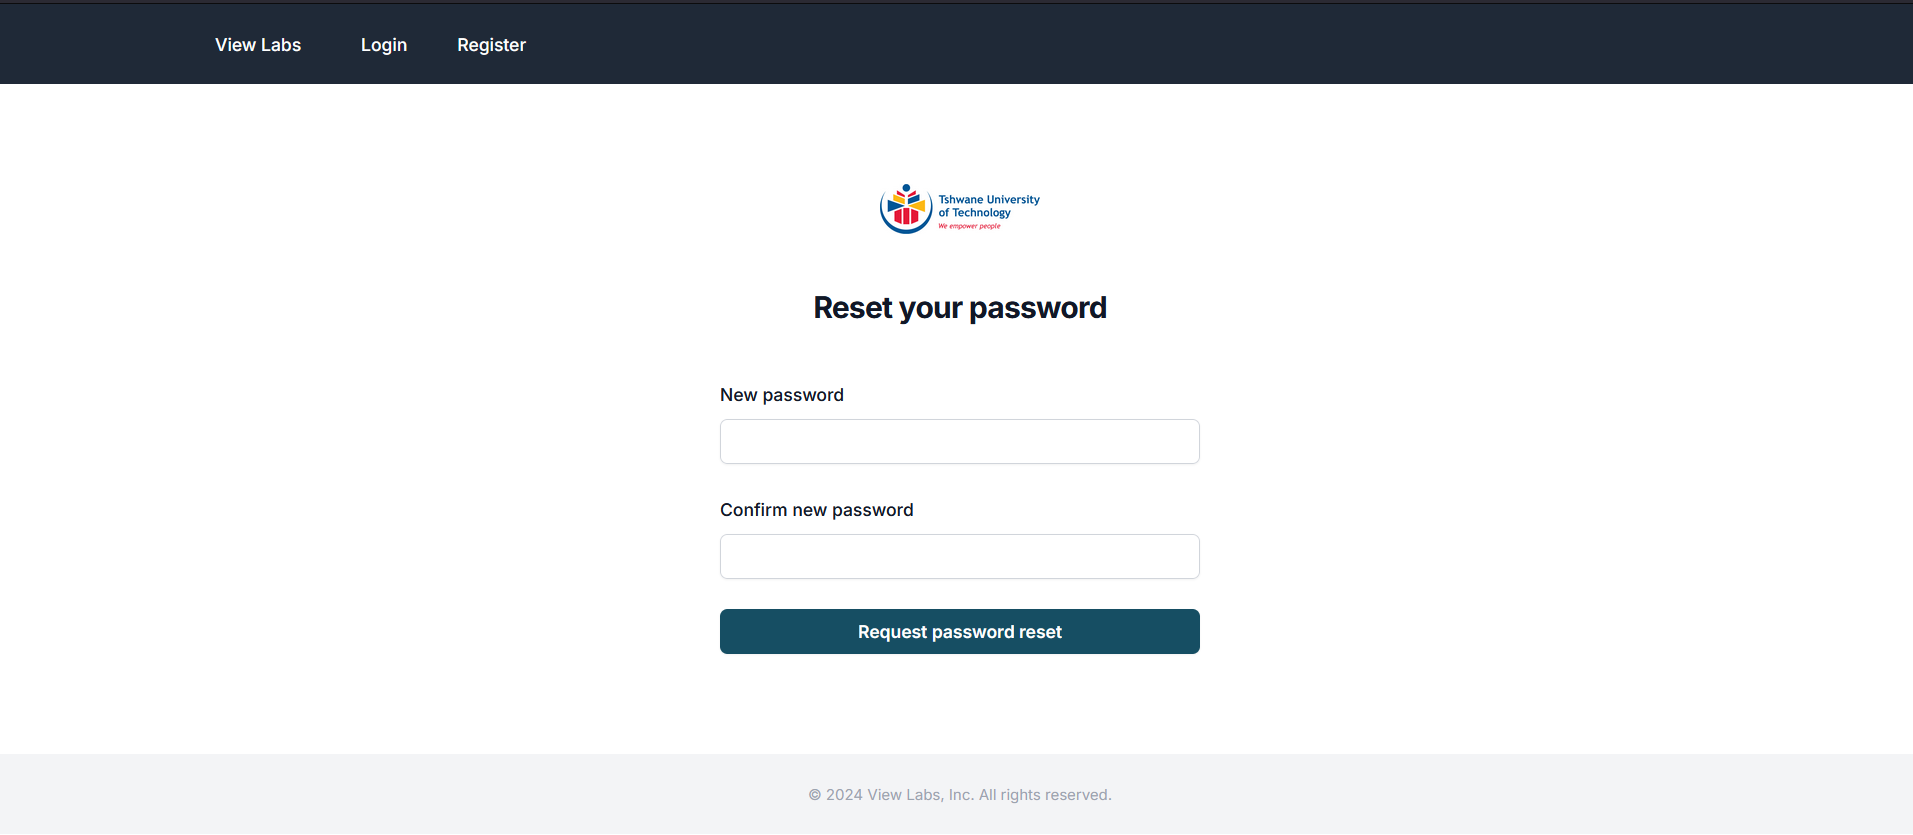 View Labs
Login
Register
Tshwane University
of Technology
We empower people
Reset your password
New password
Confirm new password
Request password reset
© 2024 View Labs, Inc. All rights reserved.